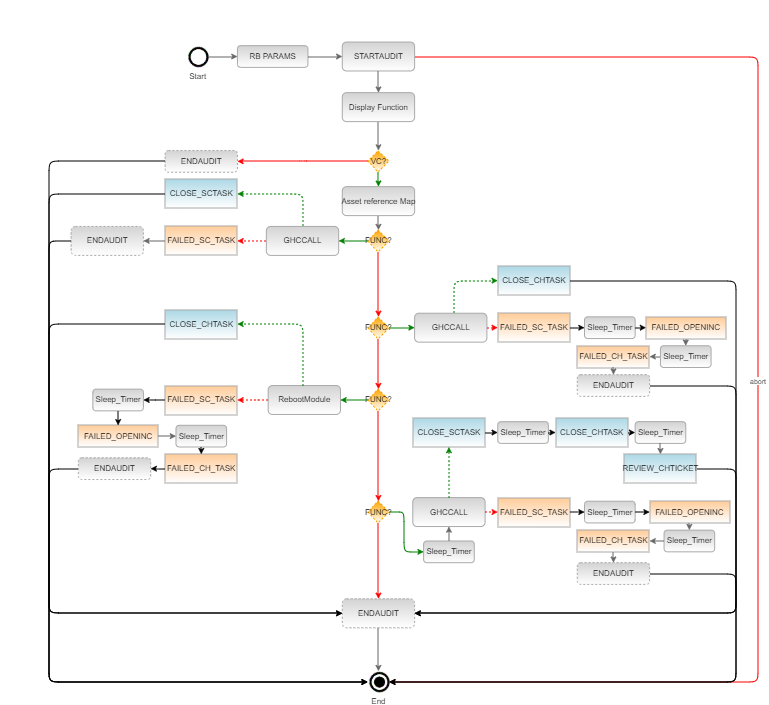 RB PARAMS
STARTAUDIT
Start
Display Function
VC?
ENDAUDIT
CLOSE_SCTASK
Asset reference Map
ENDAUDIT
FAILED_SC_TASK
GHCCALL
FUNC?
CLOSE_CHTASK
CLOSE_CHTASK
FUNC?
GHCCALL
FAILED_SC_TASK
Sleep_Timer
FAILED_OPENINC
FAILED_CH_TASK
Sleep_Timer
abort
ENDAUDIT
Sleep_Timer
FAILED_SC_TASK
RebootModule
FUNC?
FAILED_OPENINC
Sleep_Timer
CLOSE_SCTASK
Sleep_Timer
CLOSE_CHTASK
Sleep_Timer
ENDAUDIT
FAILED_CH_TASK
REVIEW_CHTICKET
FUNC?
GHCCALL
FAILED_SC_TASK
Sleep_Timer
FAILED_OPENINC
FAILED_CH_TASK
Sleep_Timer
Sleep_Timer
ENDAUDIT
ENDAUDIT
End